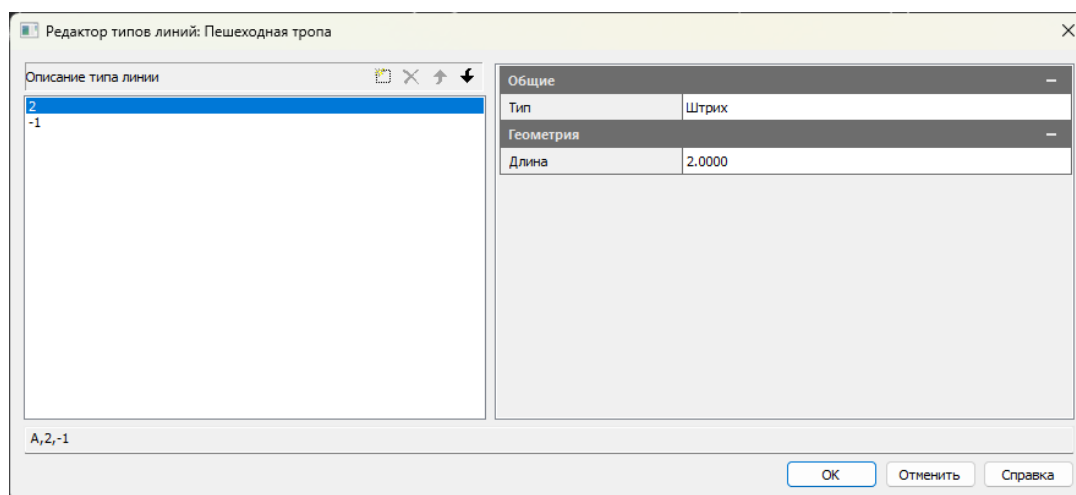 Редактор типов линий: Пешеходная тропа
Описание типа линии
2
-1
Общие
Тип Штрих
Геометрия
Длина 2.0000
A,2,-1
OK Отменить Справка